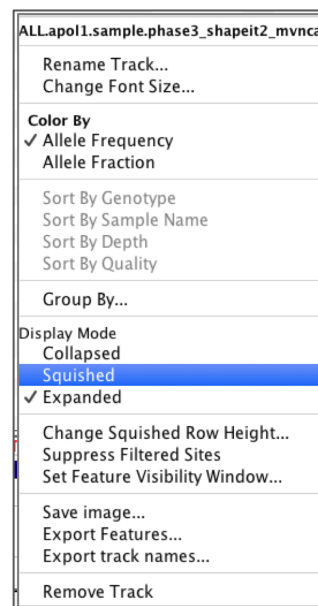 ALL.apol1.sample.phase3_shapeit2_mvnca
Rename Track...
Change Font Size...
Color By
✓ Allele Frequency
Allele Fraction
Sort By Genotype
Sort By Sample Name
Sort By Depth
Sort By Quality
Group By...
Display Mode
Collapsed
Squished
✓ Expanded
Change Squished Row Height...
Suppress Filtered Sites
Set Feature Visibility Window...
Save image...
Export Features...
Export track names...
Remove Track